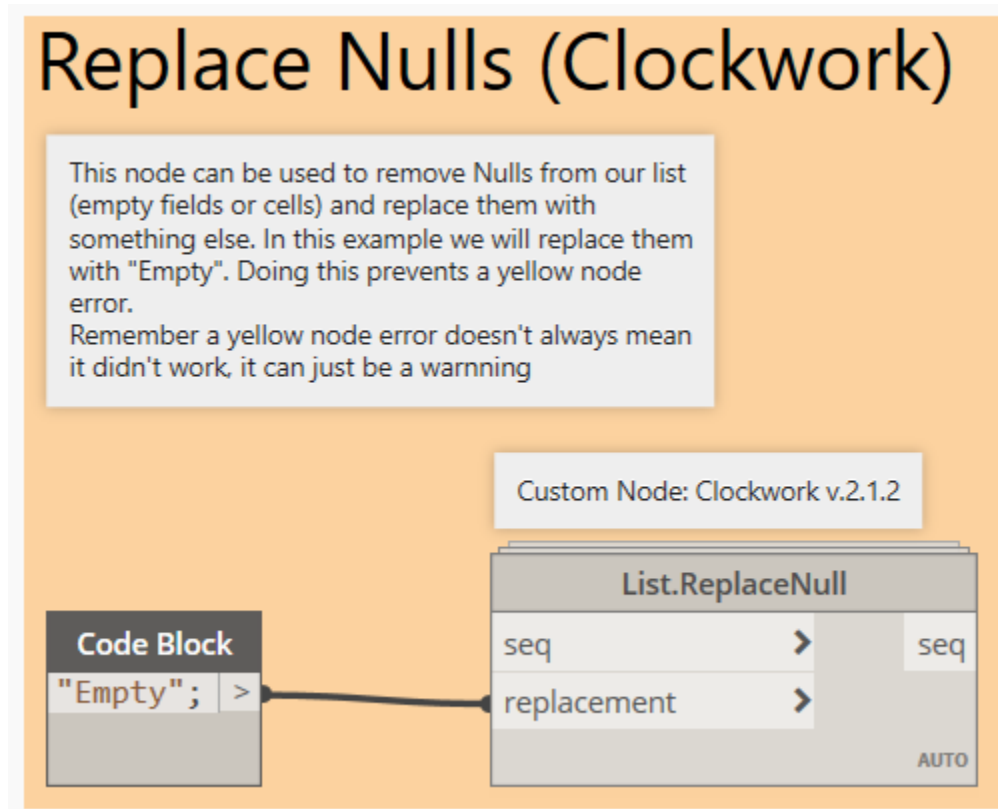 Replace Nulls (Clockwork)
This node can be used to remove Nulls from our list
(empty fields or cells) and replace them with
something else. In this example we will replace them
with "Empty". Doing this prevents a yellow node
error.
Remember a yellow node error doesn't always mean
it didn't work, it can just be a warnning
Custom Node: Clockwork v.2.1.2
List.ReplaceNull
seq > seq
replacement >
AUTO
Code Block
"Empty"; >